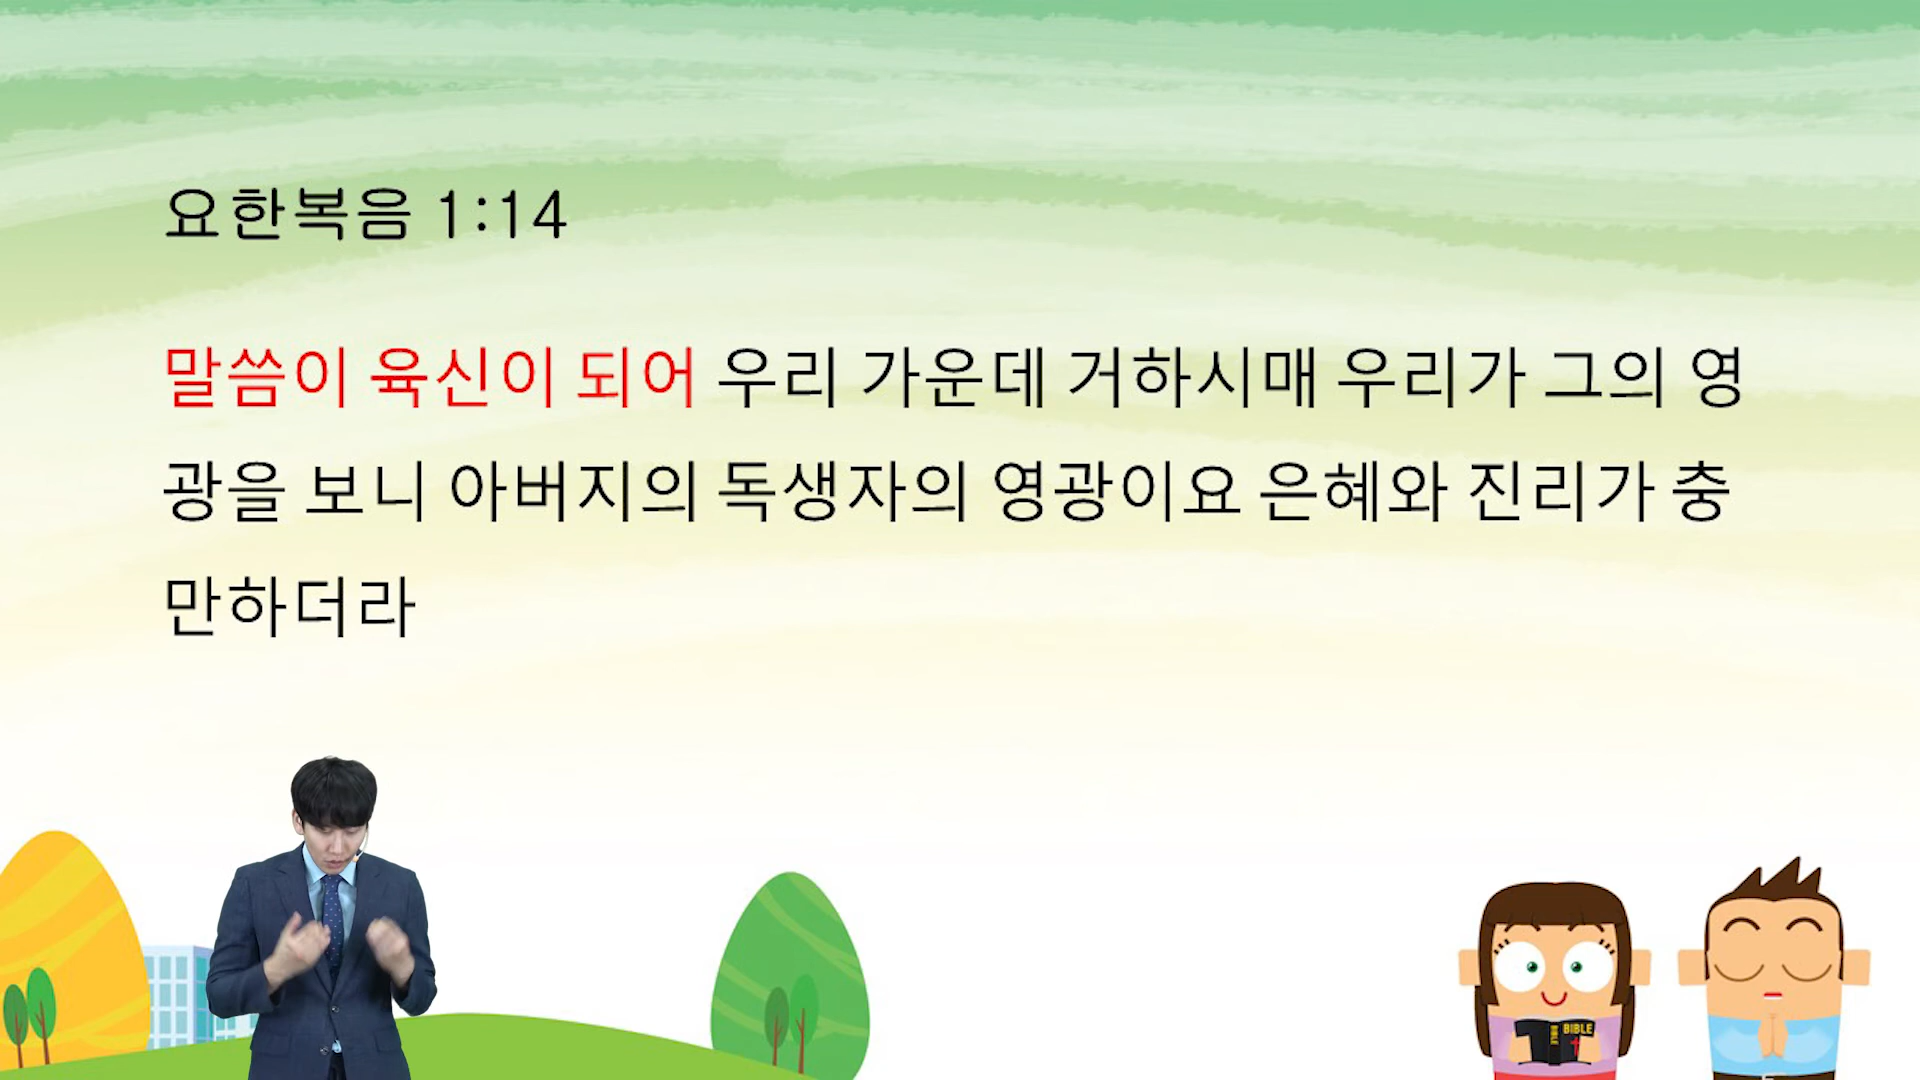 요한복음 1:14
말씀이 육신이 되어 우리 가운데 거하시매 우리가 그의 영
광을 보니 아버지의 독생자의 영광이요 은혜와 진리가 충
만하더라
BIBLE
BIBLE